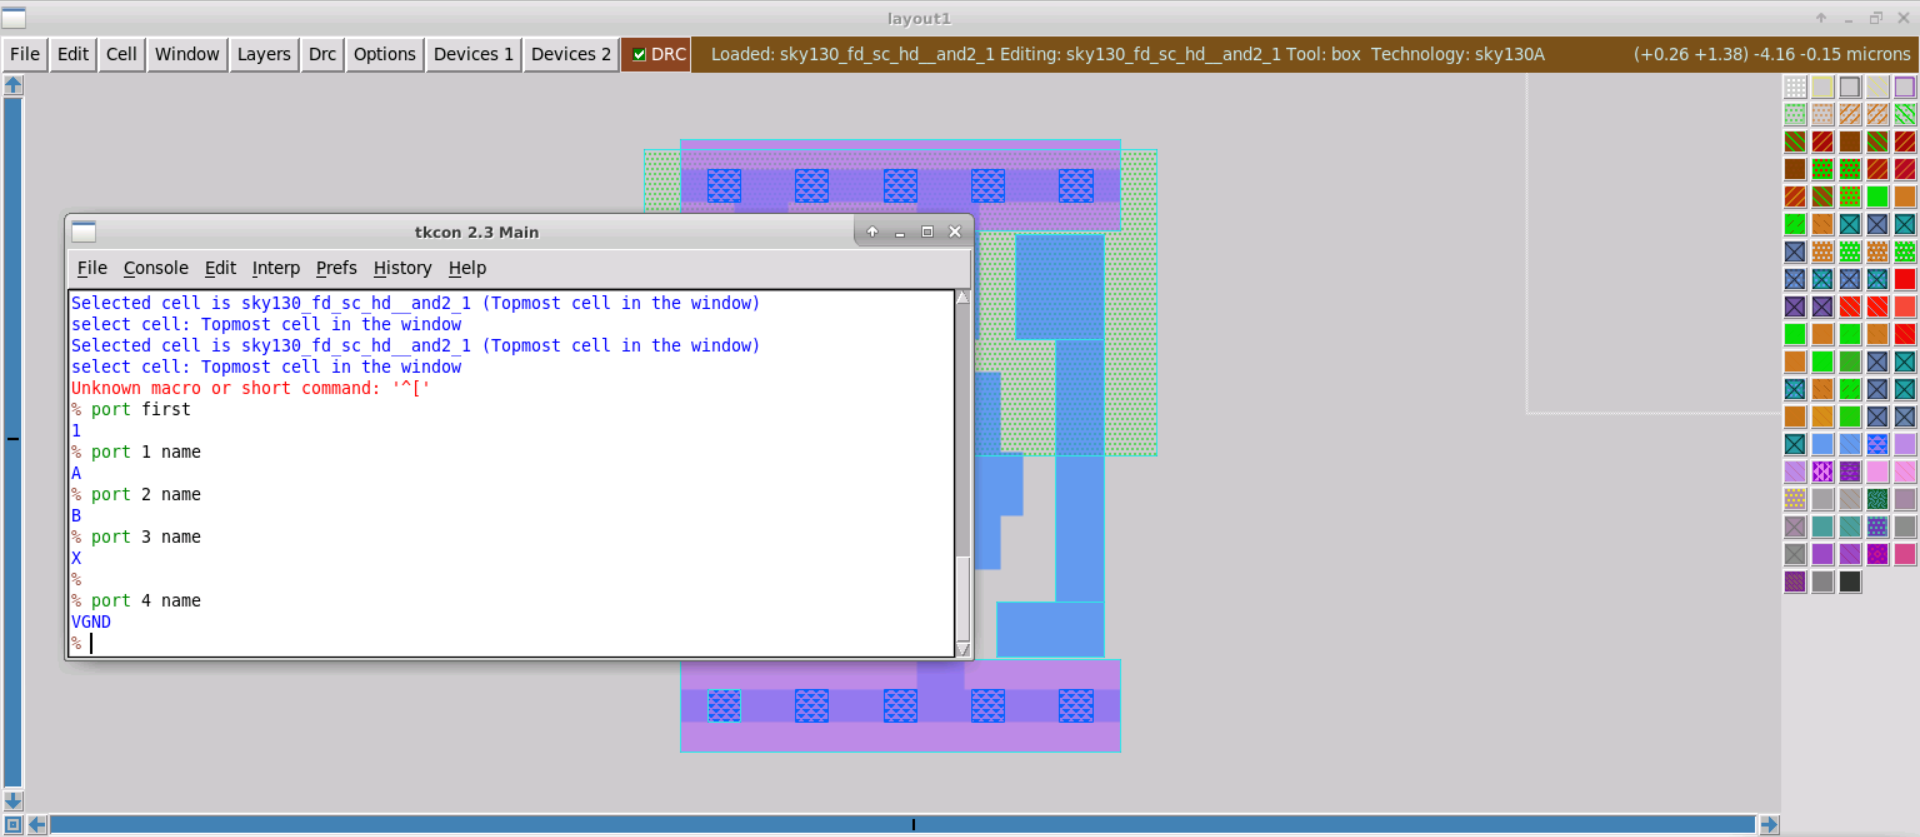 layout1
File Edit Cell Window Layers Drc Options Devices 1 Devices 2 DRC Loaded: sky130_fd_sc_hd__and2_1 Editing: sky130_fd_sc_hd__and2_1 Tool: box Technology: sky130A (+0.26 +1.38) -4.16 -0.15 microns
tkcon 2.3 Main
File Console Edit Interp Prefs History Help
Selected cell is sky130_fd_sc_hd__and2_1 (Topmost cell in the window)
select cell: Topmost cell in the window
Selected cell is sky130_fd_sc_hd__and2_1 (Topmost cell in the window)
select cell: Topmost cell in the window
Unknown macro or short command: '^['
% port first
1
% port 1 name
A
% port 2 name
B
% port 3 name
X
%
% port 4 name
VGND
%